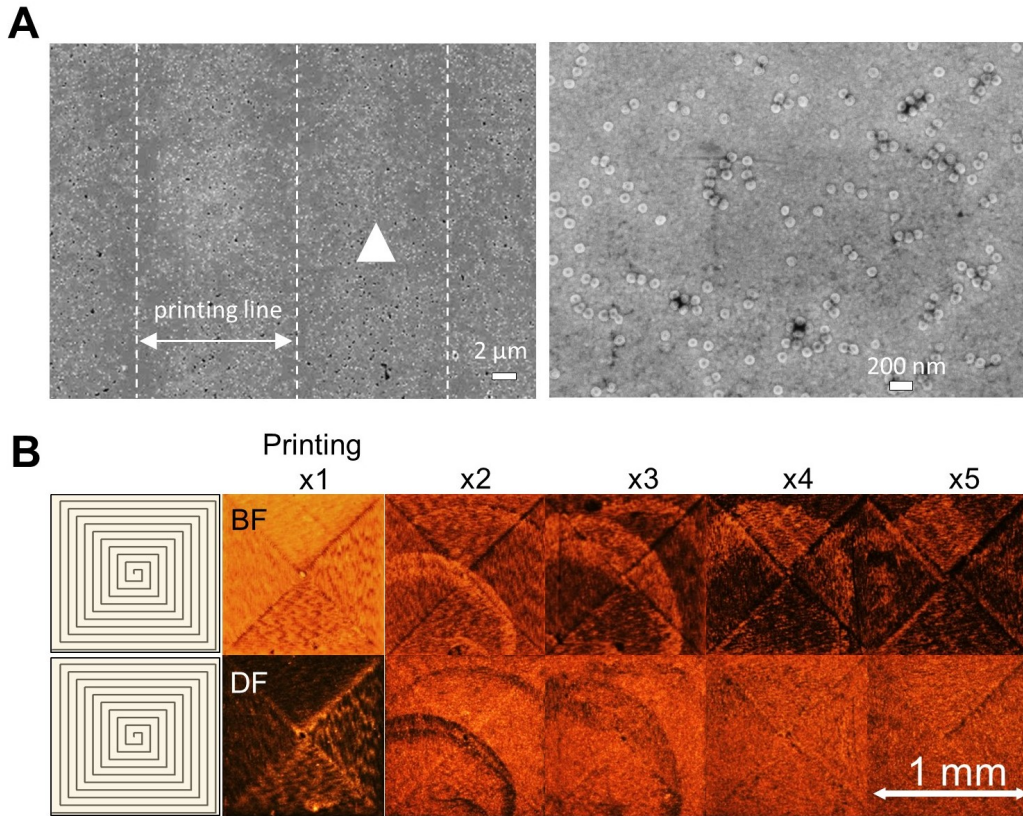 A
printing line
2 µm
200 nm
B
Printing
x1
x2
x3
x4
x5
BF
DF
1 mm